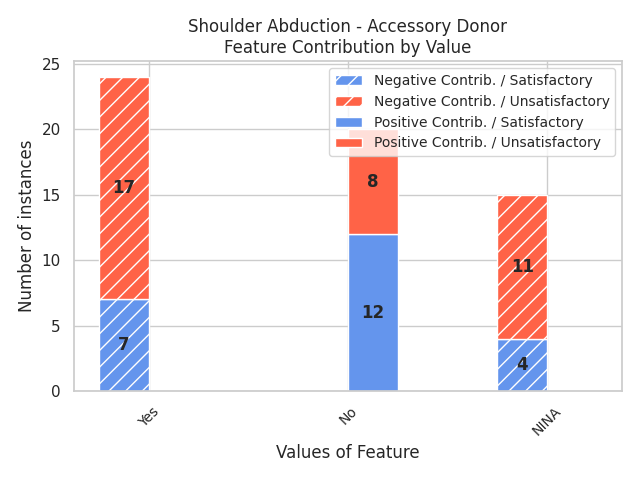 Shoulder Abduction - Accessory Donor
Feature Contribution by Value
Negative Contrib. / Satisfactory
Negative Contrib. / Unsatisfactory
Positive Contrib. / Satisfactory
Positive Contrib. / Unsatisfactory
Number of instances
25
20
15
10
5
0
17
7
8
12
11
4
Yes
No
NINA
Values of Feature